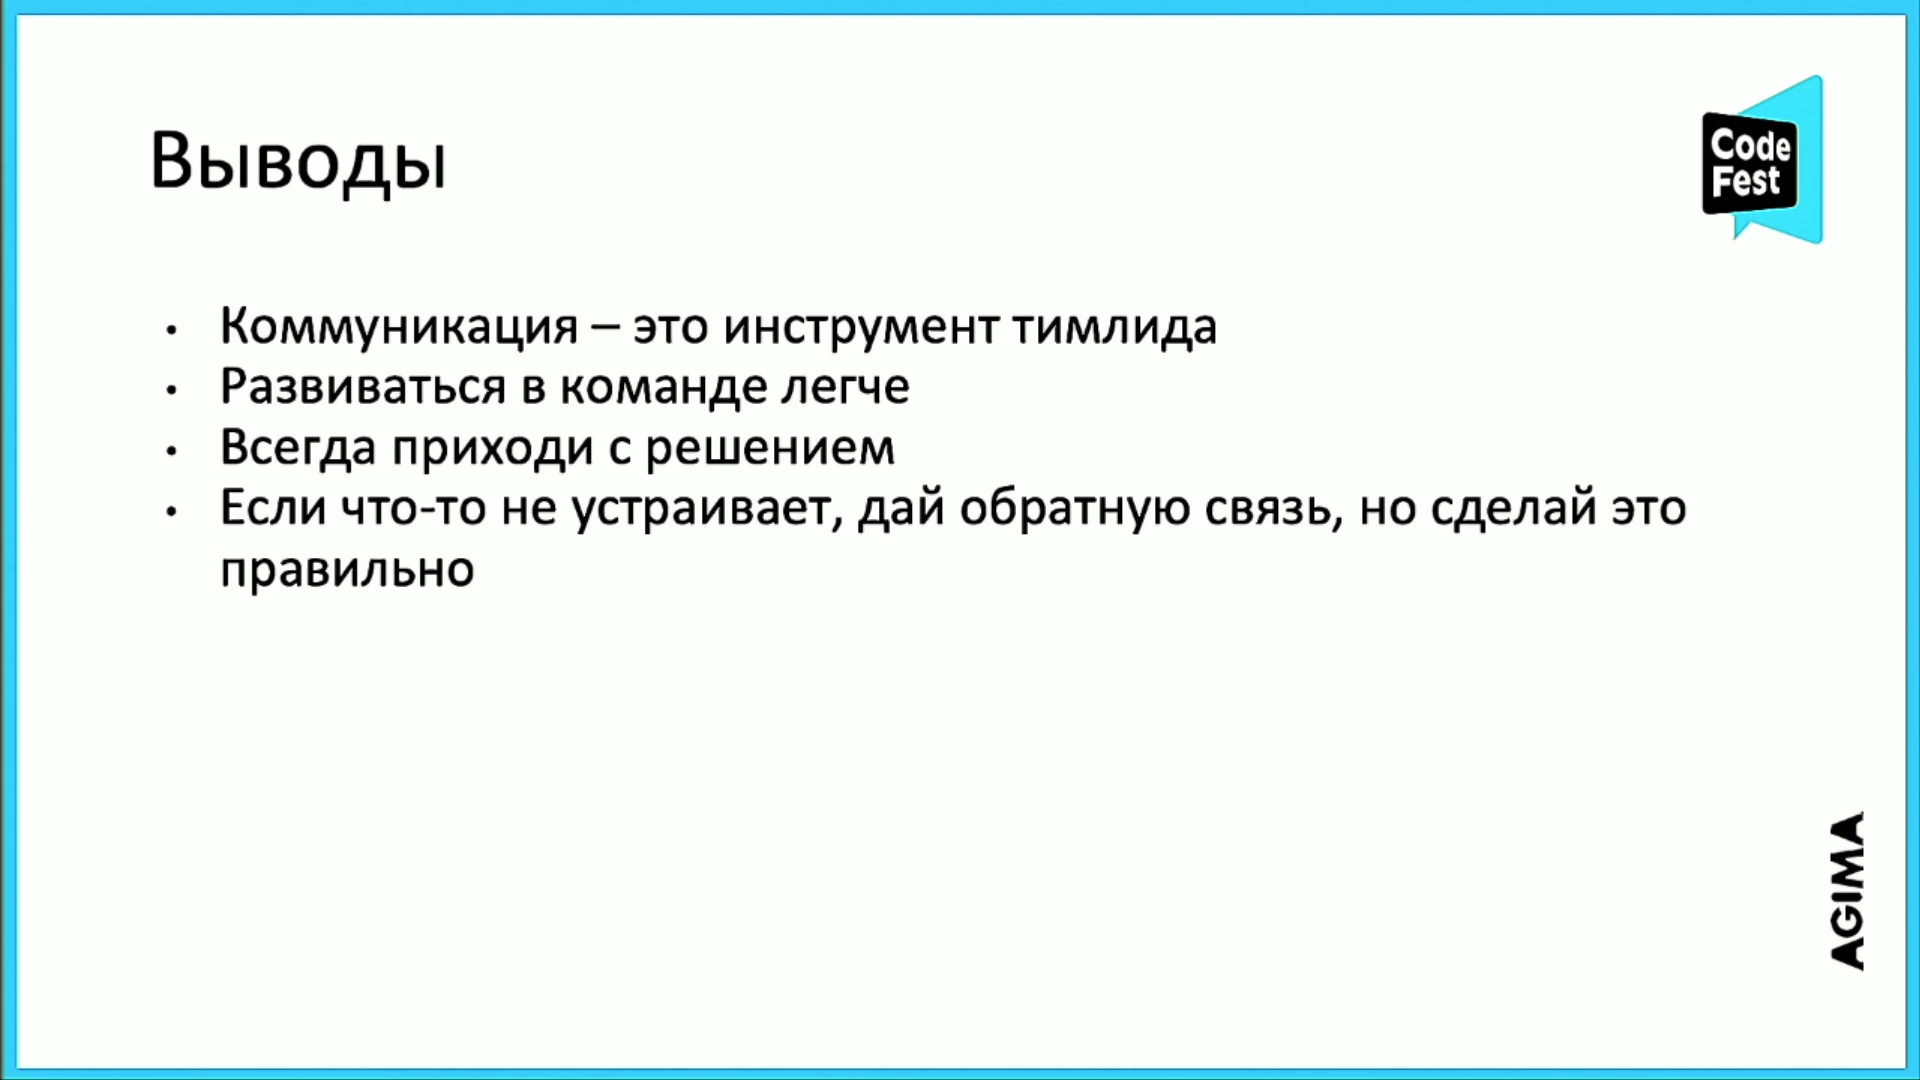 Выводы
Code
Fest
• Коммуникация – это инструмент тимлида
• Развиваться в команде легче
• Всегда приходи с решением
• Если что-то не устраивает, дай обратную связь, но сделай это
правильно
AGIMA